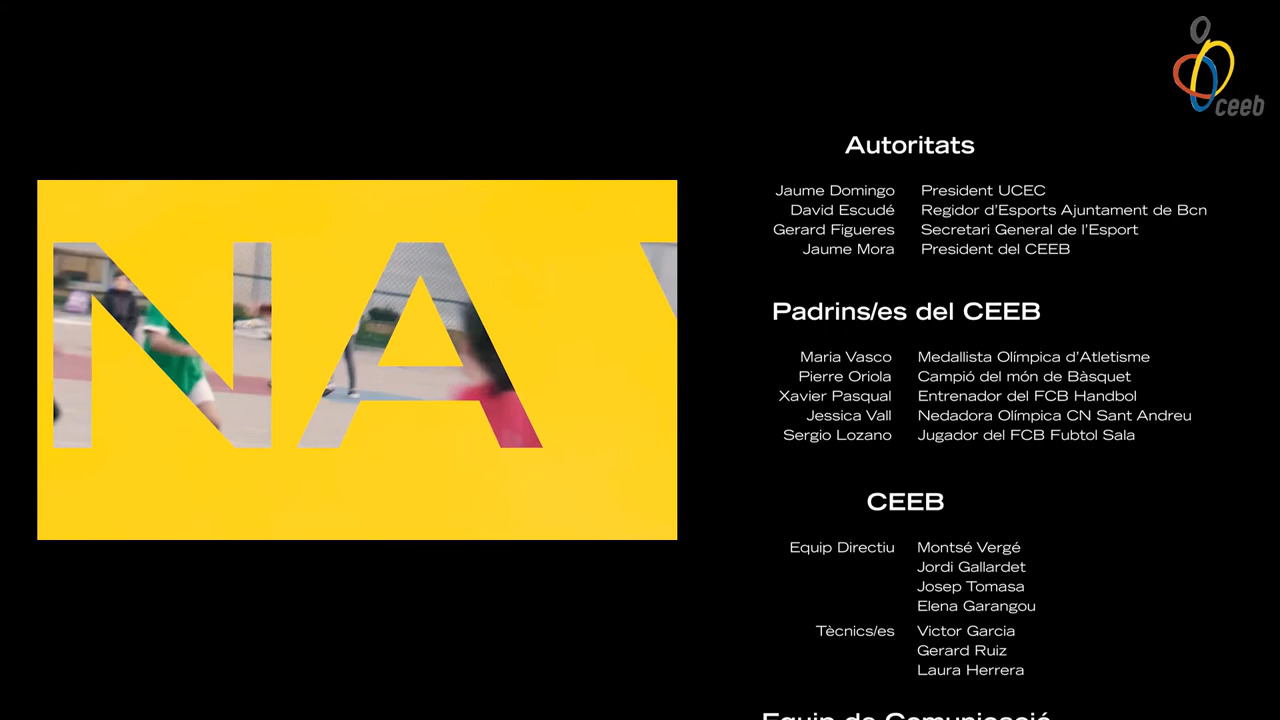 ceeb
NA
Autoritats
Jaume Domingo President UCEC
David Escudé Regidor d'Esports Ajuntament de Bcn
Gerard Figueres Secretari General de l'Esport
Jaume Mora President del CEEB
Padrins/es del CEEB
Maria Vasco Medallista Olímpica d'Atletisme
Pierre Oriola Campió del món de Bàsquet
Xavier Pasqual Entrenador del FCB Handbol
Jessica Vall Nedadora Olímpica CN Sant Andreu
Sergio Lozano Jugador del FCB Fubtol Sala
CEEB
Equip Directiu Montsé Vergé
Jordi Gallardet
Josep Tomasa
Elena Garangou
Tècnics/es Victor Garcia
Gerard Ruiz
Laura Herrera
Equip de Comunicació